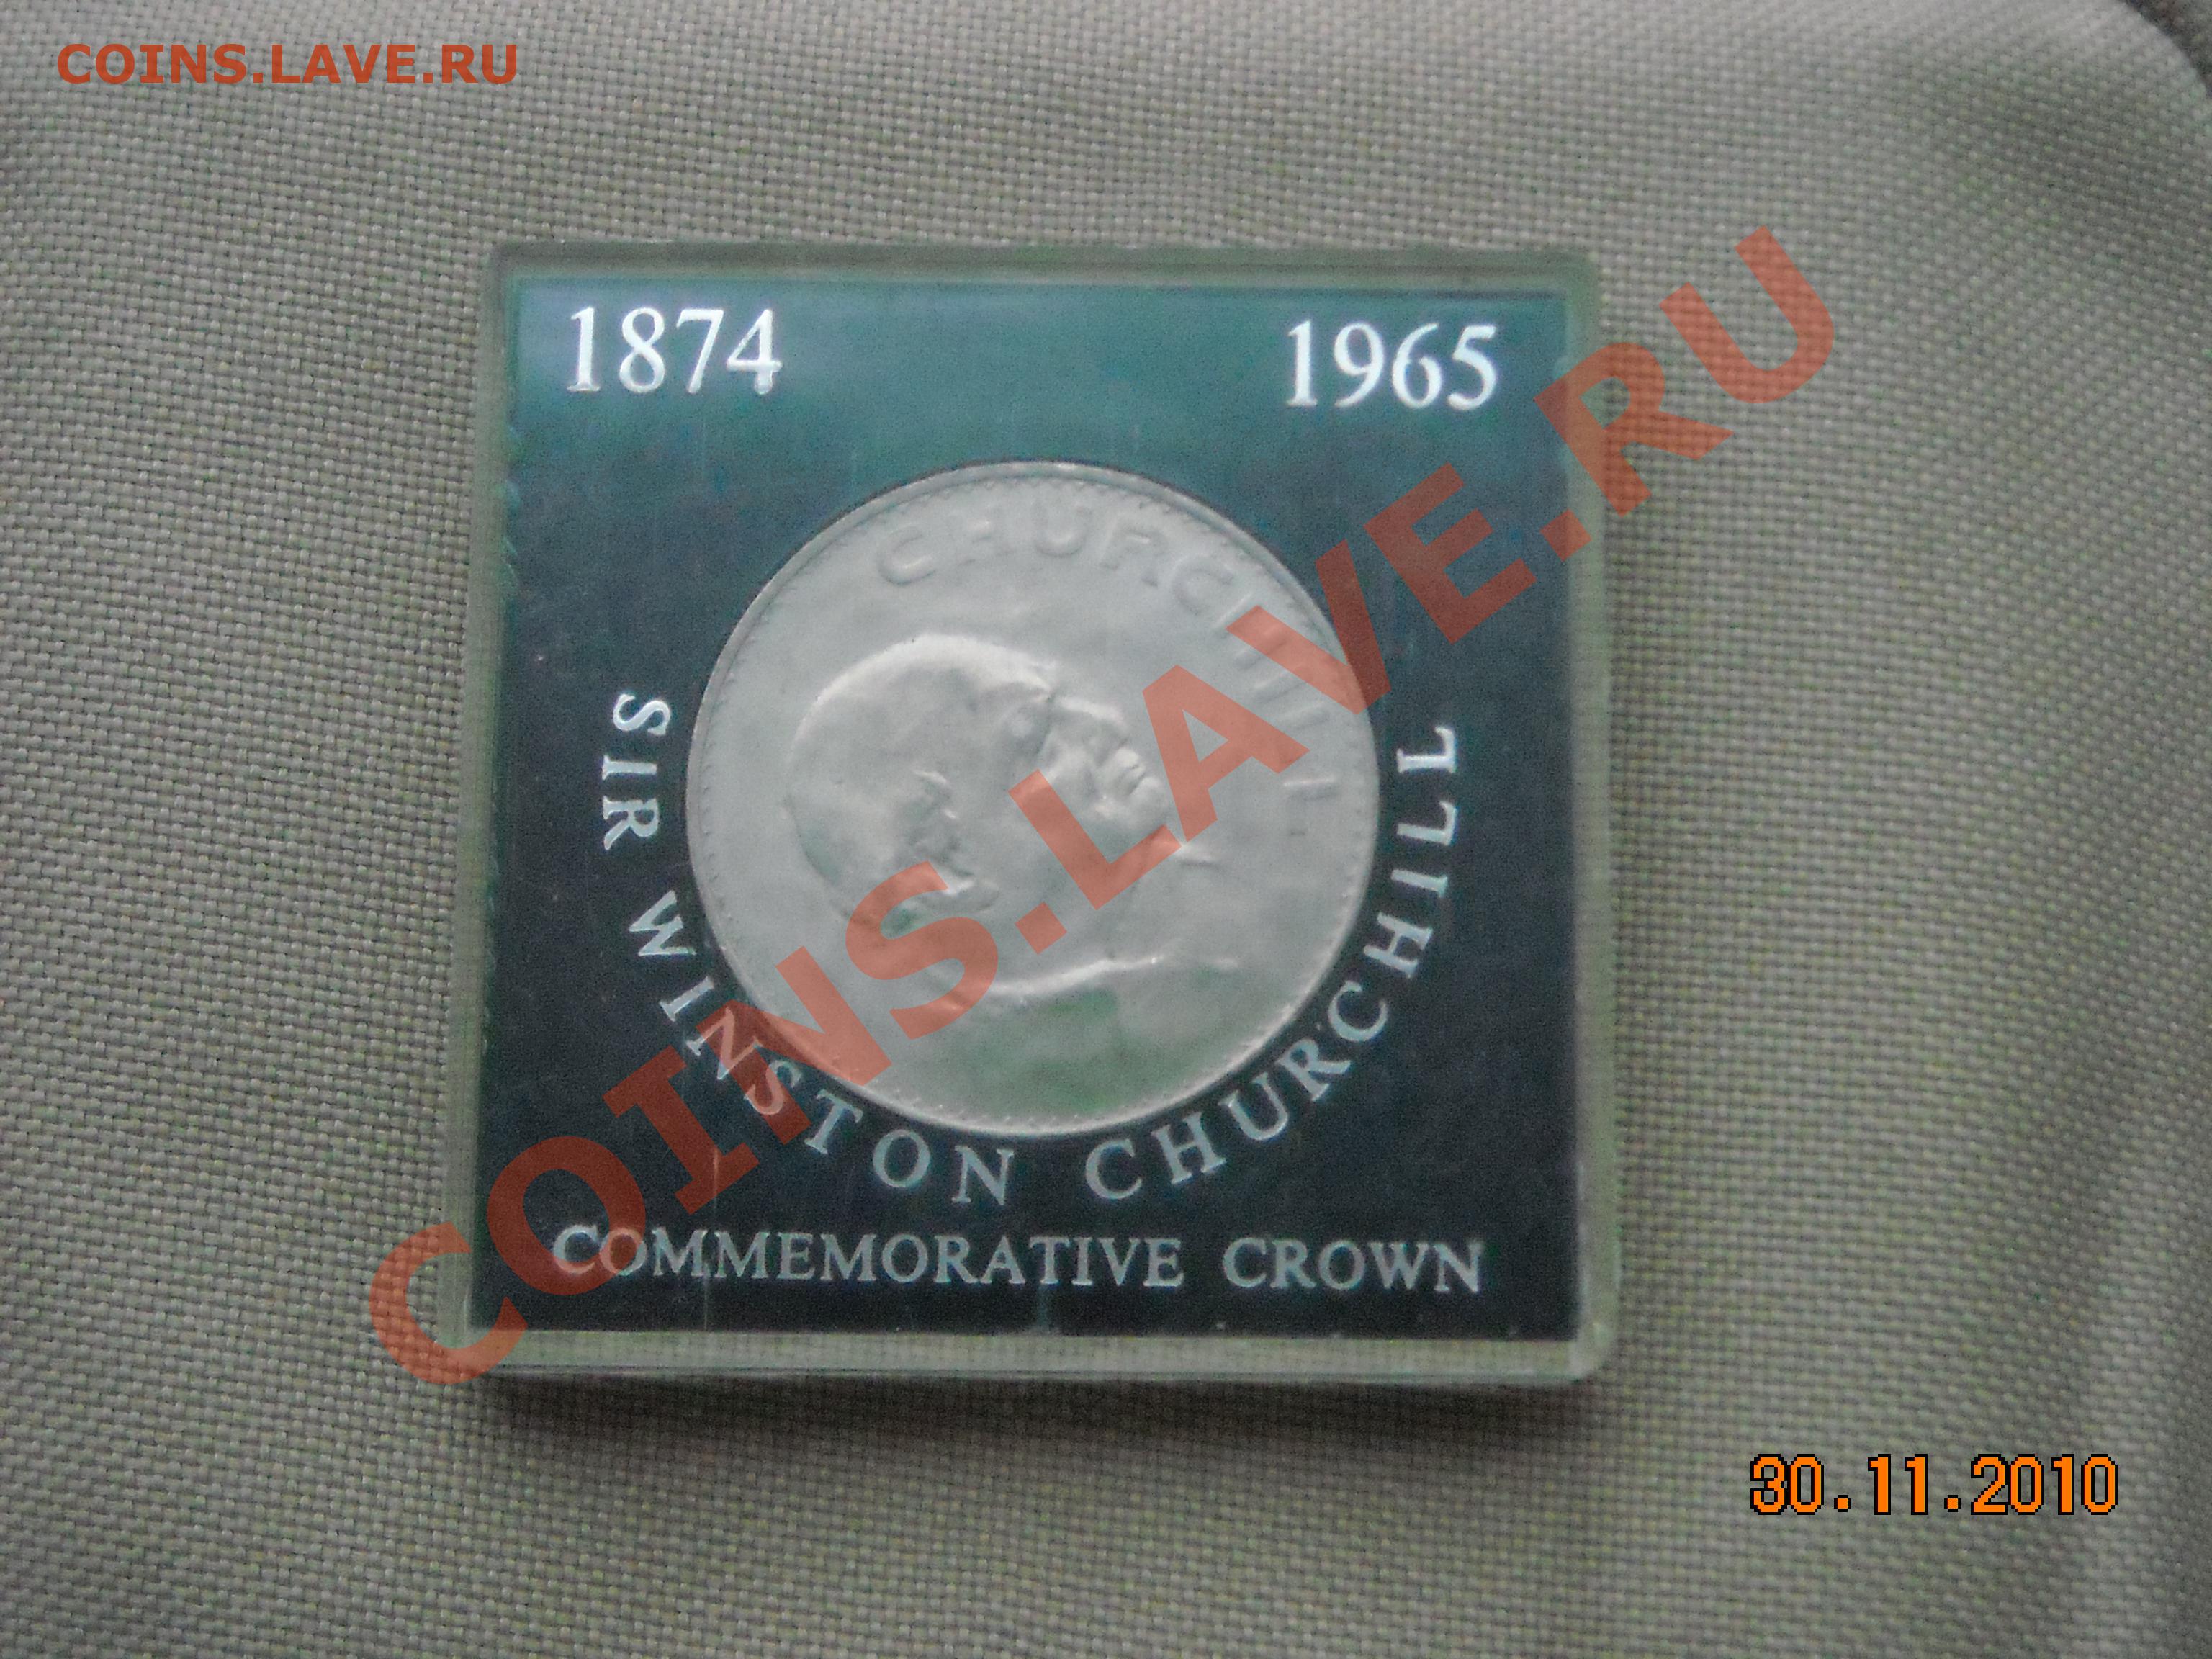 COINS.LAVE.RU
1874 1965
CHURCHILL
SIR WINSTON CHURCHILL
COMMEMORATIVE CROWN
COINS.LAVE.RU
30.11.2010